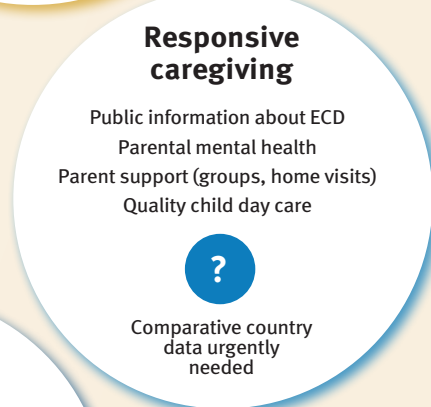 Responsive
caregiving
Public information about ECD
Parental mental health
Parent support (groups, home visits)
Quality child day care
?
Comparative country
data urgently
needed